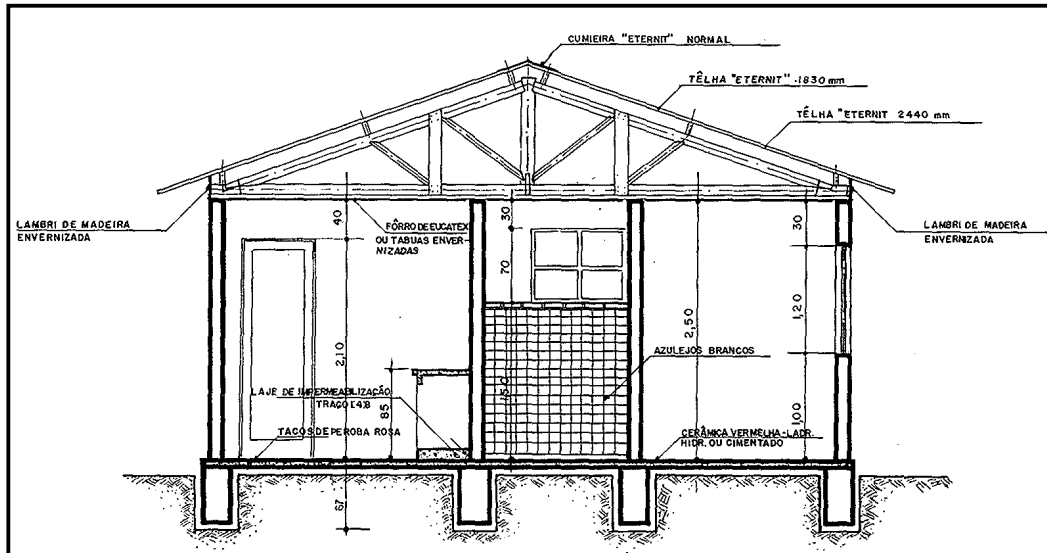 CUMIEIRA "ETERNIT" NORMAL
TÊLHA "ETERNIT" 1830 mm
TÊLHA "ETERNIT 2440 mm
LAMBRI DE MADEIRA
ENVERNIZADA
40
FÔRRO DE EUCATEX
OU TABUAS ENVER-
NIZADAS
30
70
30
LAMBRI DE MADEIRA
ENVERNIZADA
2,10
2,50
1,20
AZULEJOS BRANCOS
LAJE DE IMPERMEABILIZAÇÃO
TRAÇO 1:4:8
85
1,50
1,00
TACOS DE PEROBA ROSA
CERÂMICA VERMELHA-LADR.
HIDR. OU CIMENTADO
67